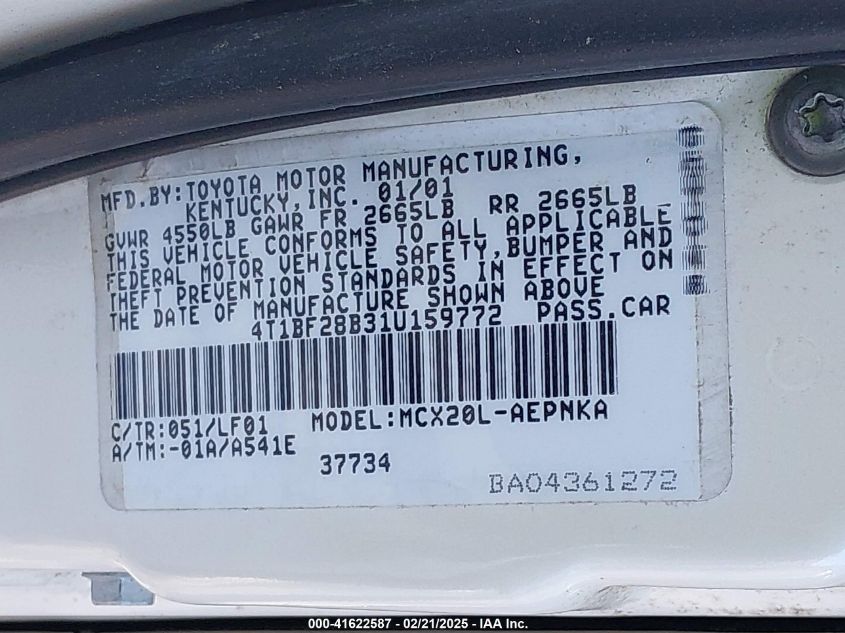 MFD.BY:TOYOTA MOTOR MANUFACTURING,
KENTUCKY,INC. 01/01
GVWR 4550LB GAWR FR 2665LB RR 2665LB
THIS VEHICLE CONFORMS TO ALL APPLICABLE
FEDERAL MOTOR VEHICLE SAFETY,BUMPER AND
THEFT PREVENTION STANDARDS IN EFFECT ON
THE DATE OF MANUFACTURE SHOWN ABOVE
4T1BF28B31U159772 PASS.CAR
C/TR:051/LF01 MODEL:MCX20L-AEPNKA
A/TM:-01A/A541E
37734
BA04361272
000-41622587 - 02/21/2025 - IAA Inc.